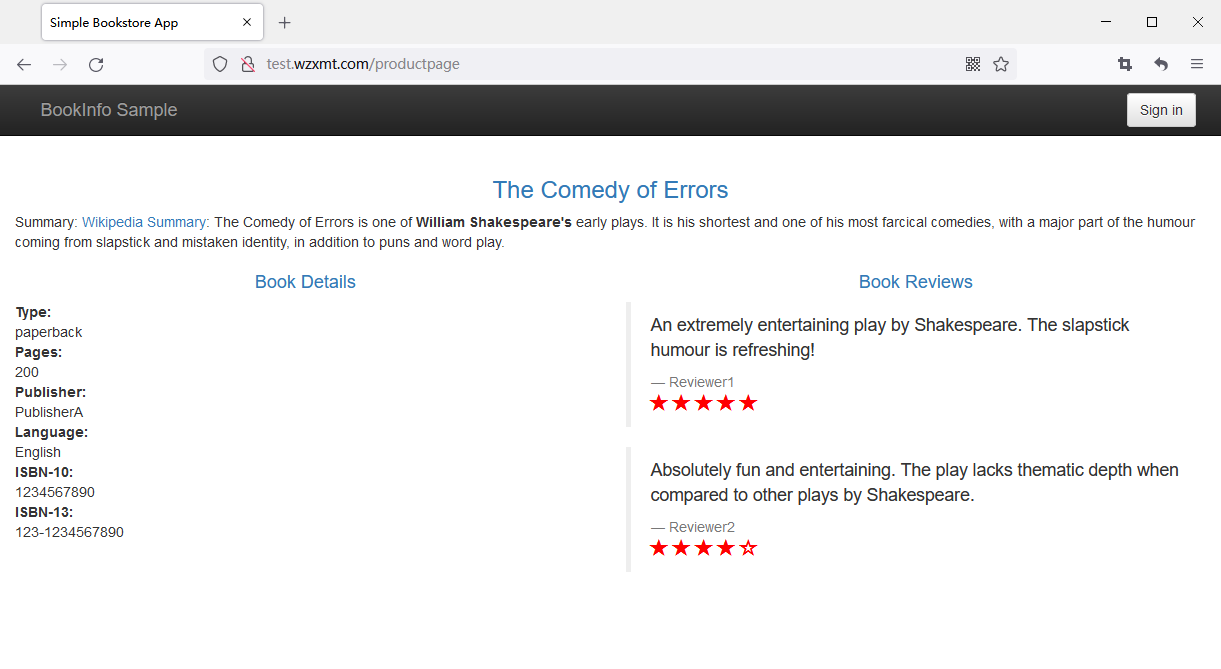 Simple Bookstore App
test.wzxmt.com/productpage
BookInfo Sample
Sign in
The Comedy of Errors
Summary: Wikipedia Summary: The Comedy of Errors is one of William Shakespeare's early plays. It is his shortest and one of his most farcical comedies, with a major part of the humour
coming from slapstick and mistaken identity, in addition to puns and word play.
Book Details
Type:
paperback
Pages:
200
Publisher:
PublisherA
Language:
English
ISBN-10:
1234567890
ISBN-13:
123-1234567890
Book Reviews
An extremely entertaining play by Shakespeare. The slapstick
humour is refreshing!
— Reviewer1
Absolutely fun and entertaining. The play lacks thematic depth when
compared to other plays by Shakespeare.
— Reviewer2